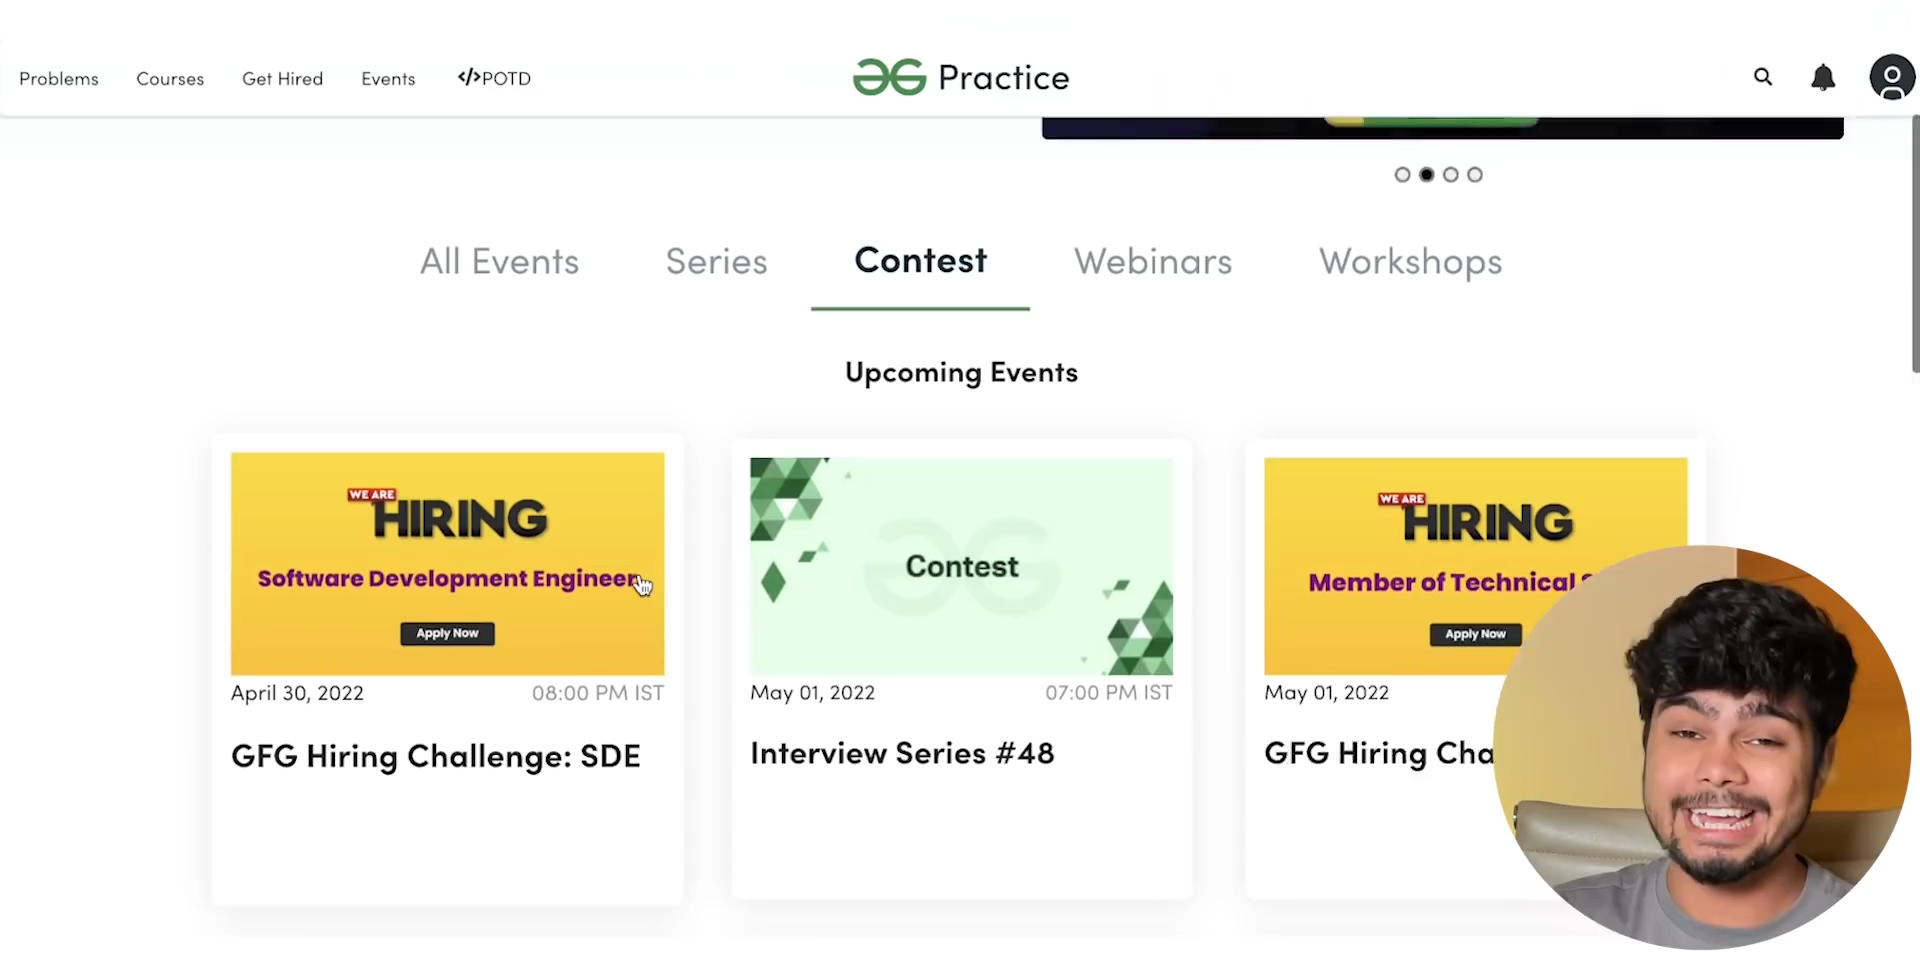 Problems Courses Get Hired Events </>POTD
Practice
All Events Series Contest Webinars Workshops
Upcoming Events
WE ARE
HIRING
Software Development Engineer
Apply Now
April 30, 2022 08:00 PM IST
GFG Hiring Challenge: SDE
Contest
May 01, 2022 07:00 PM IST
Interview Series #48
WE ARE
HIRING
Member of Technical
Apply Now
May 01, 2022
GFG Hiring